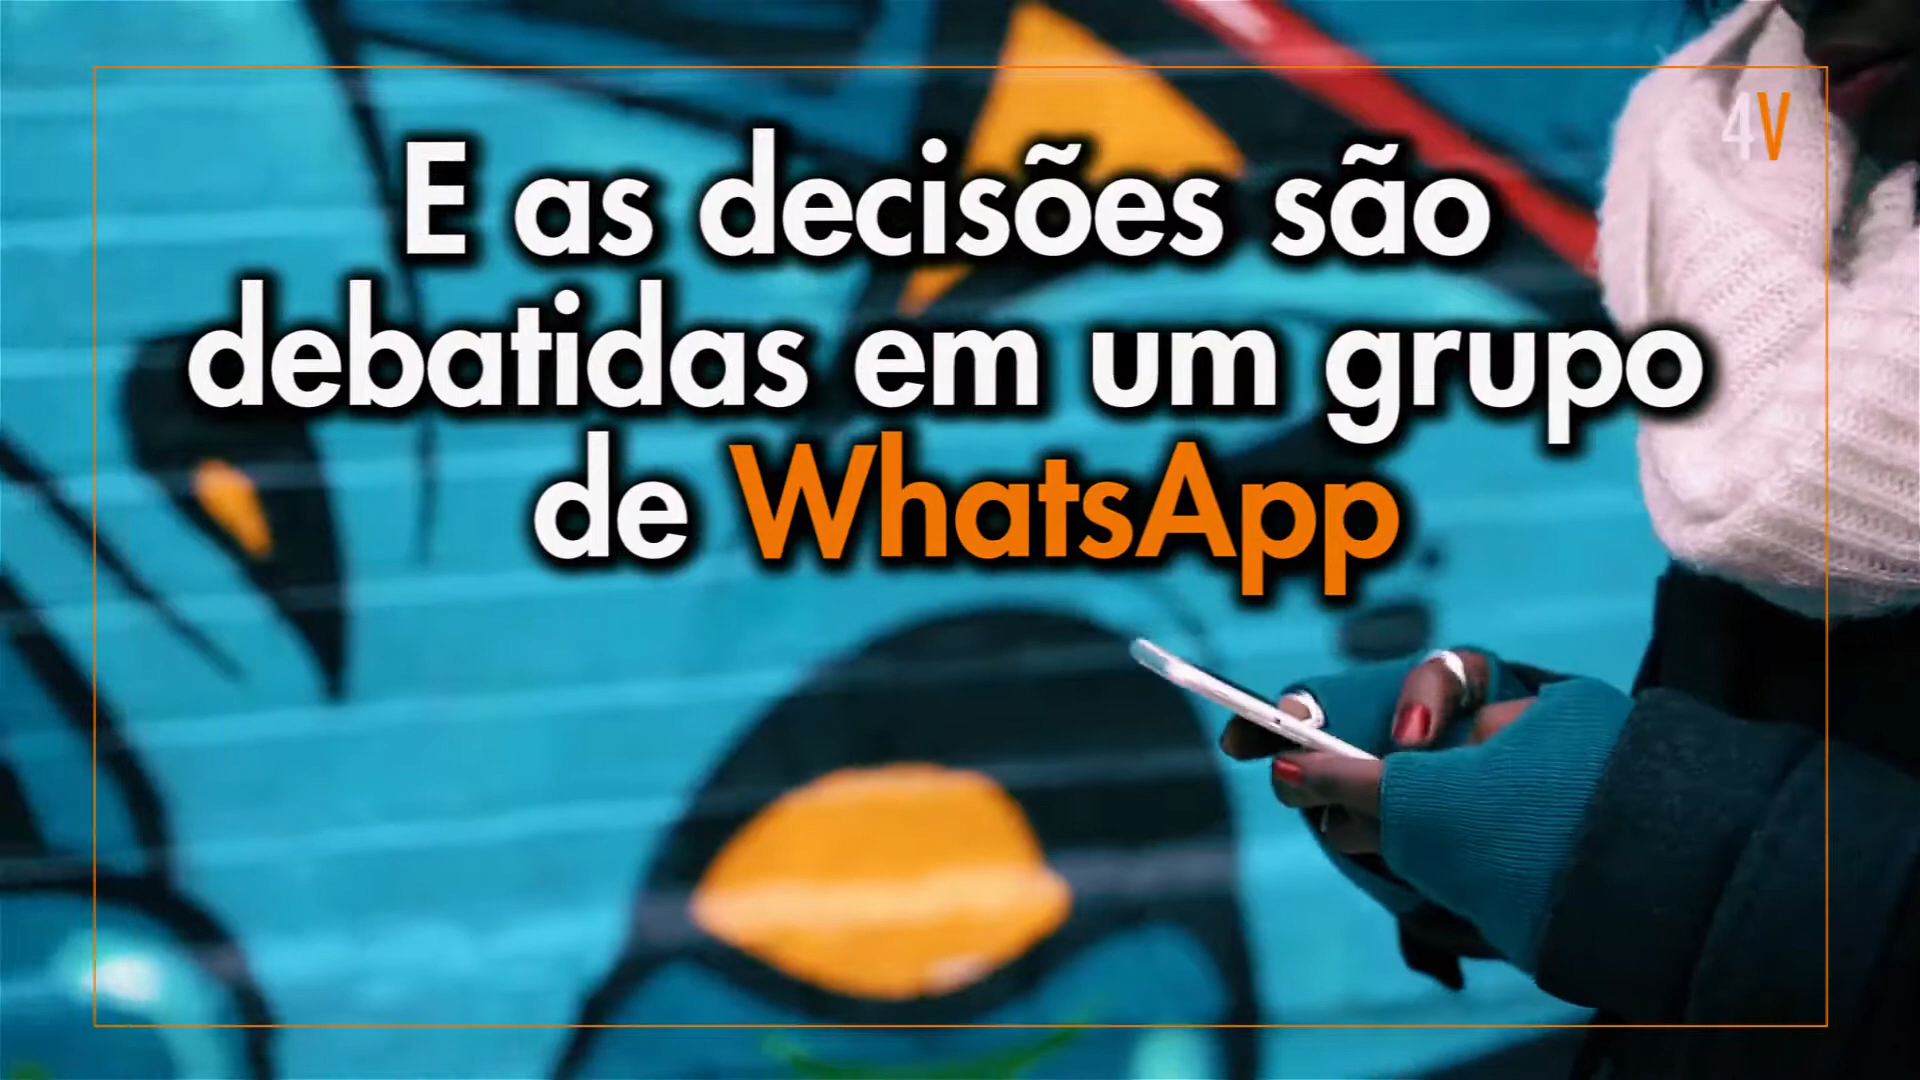 4V
E as decisões são
debatidas em um grupo
de WhatsApp